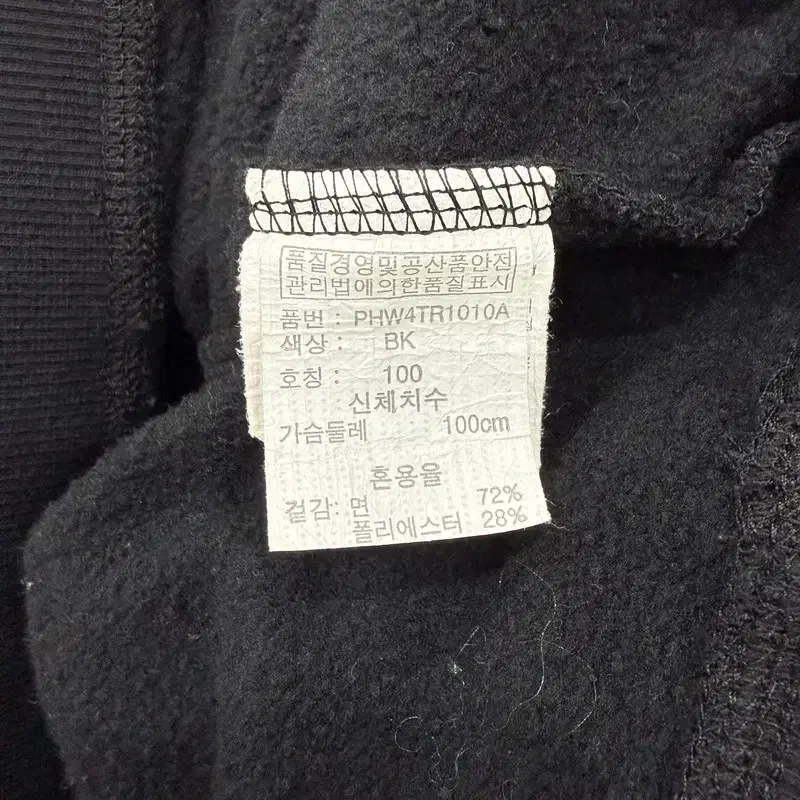 품질경영및공산품안전
관리법에의한품질표시
품번 : PHW4TR1010A
색상 : BK
호칭 : 100
신체치수
가슴둘레 100cm
혼용율
겉감: 면 72%
폴리에스터 28%